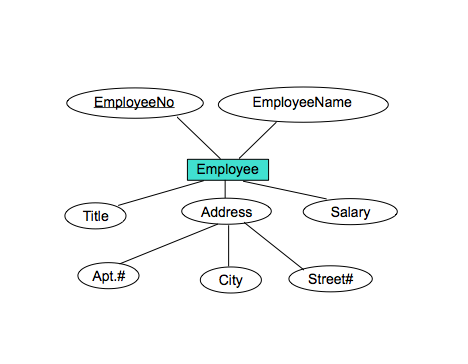 EmployeeNo
EmployeeName
Employee
Title
Address
Salary
Apt.#
City
Street#